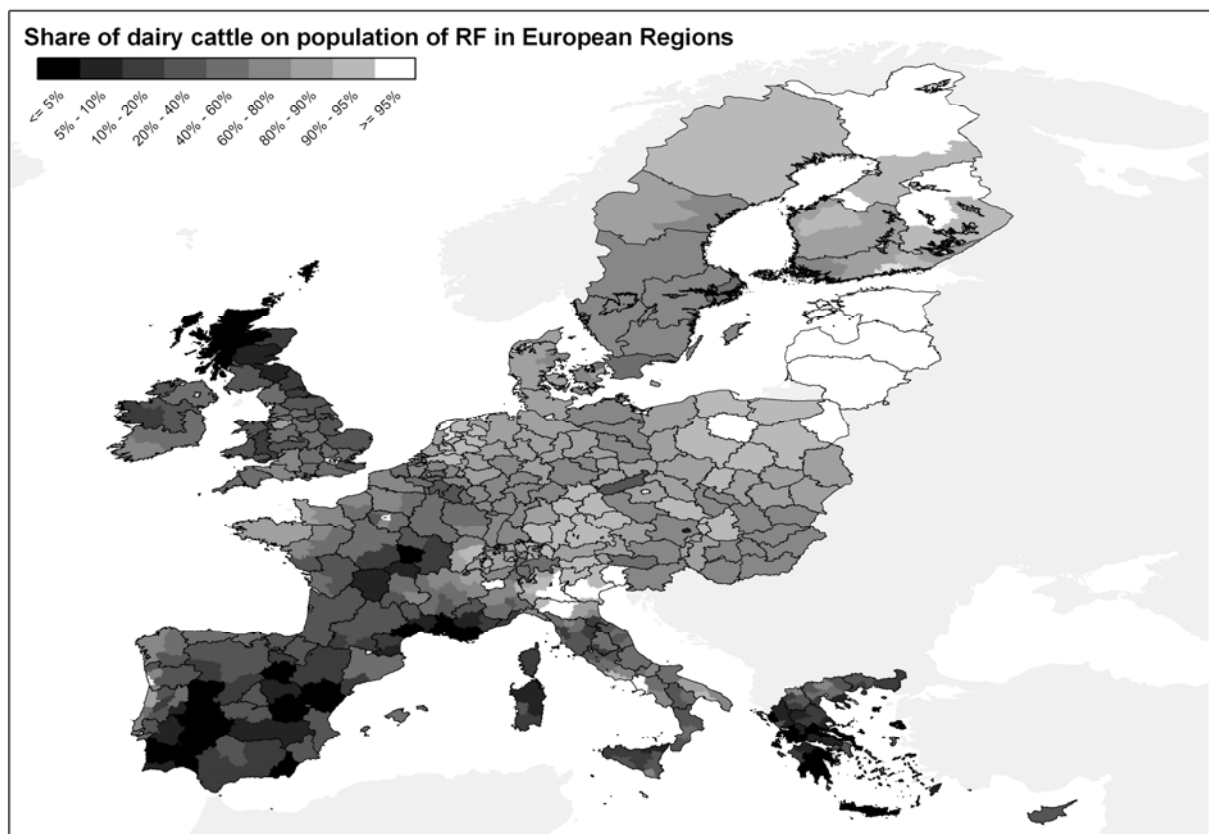 Share of dairy cattle on population of RF in European Regions
<= 5%
5% - 10%
10% - 20%
20% - 40%
40% - 60%
60% - 80%
80% - 90%
90% - 95%
>= 95%